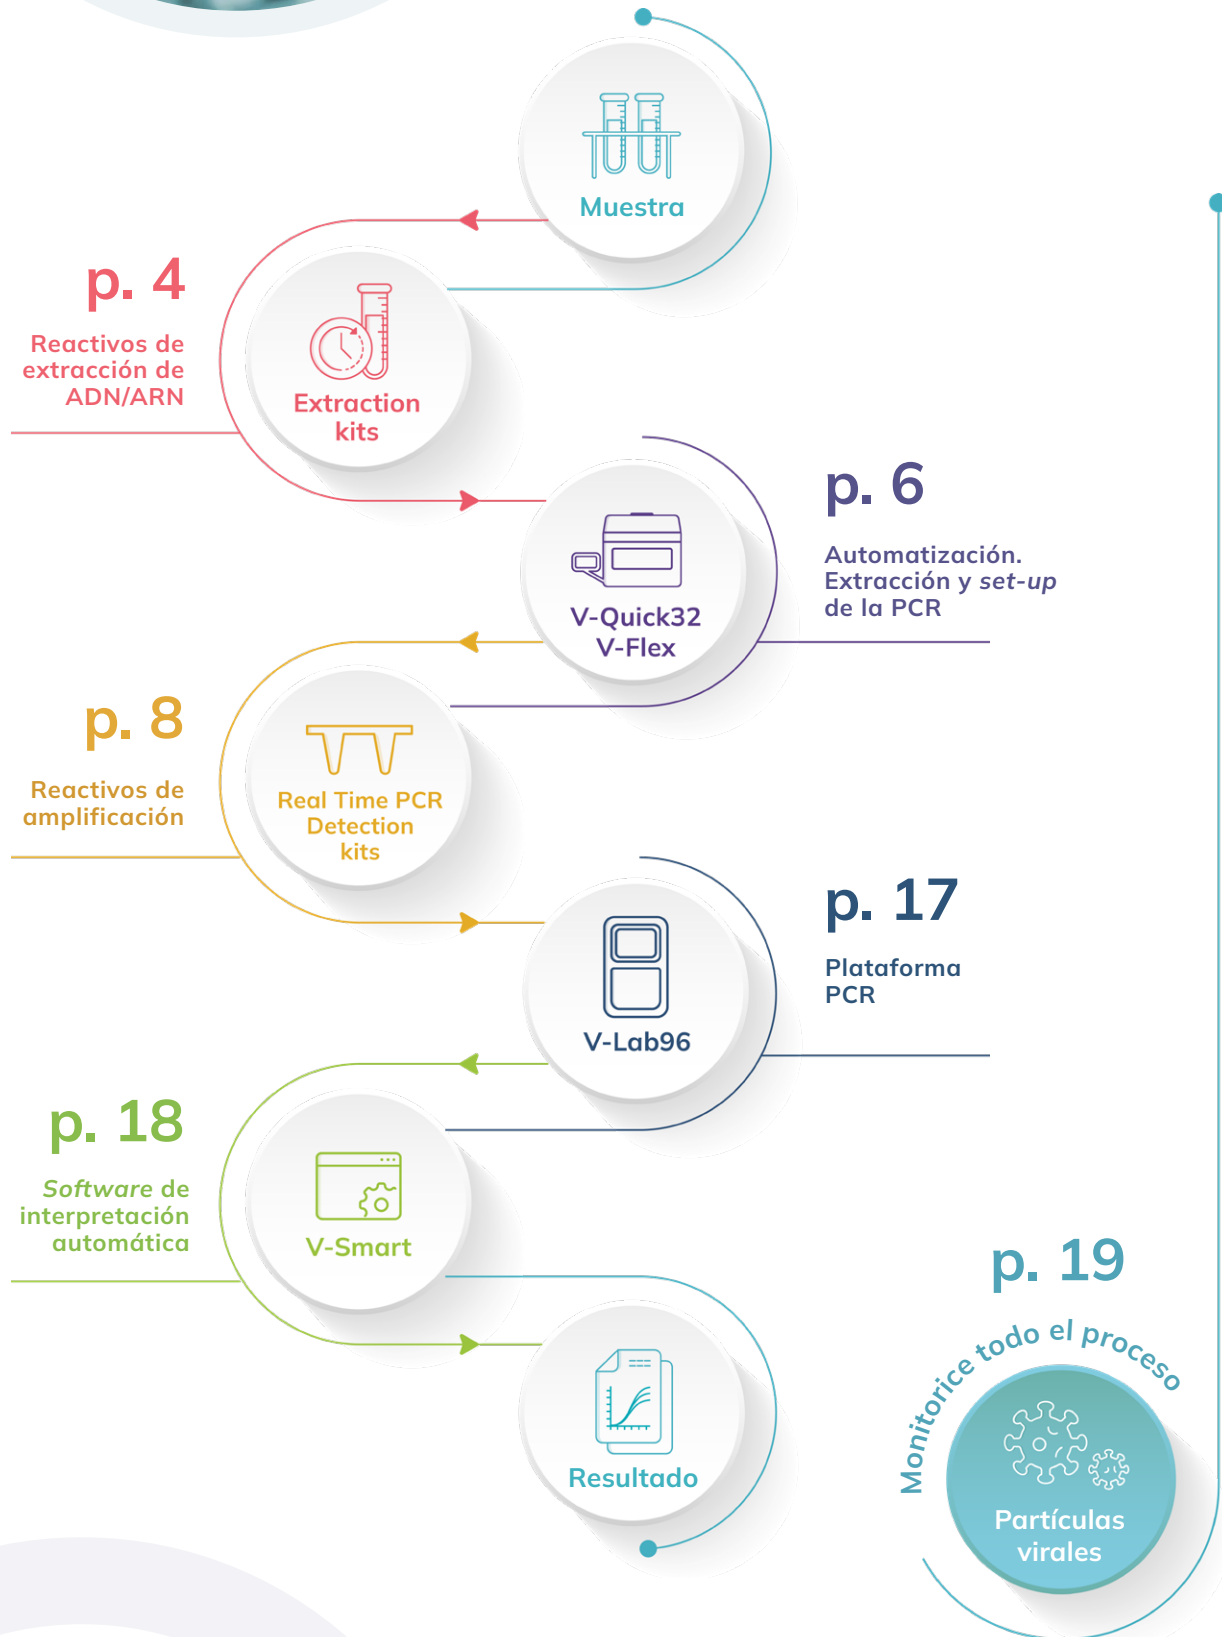 Muestra
p. 4
Reactivos de
extracción de
ADN/ARN
Extraction
kits
p. 6
Automatización.
Extracción y set-up
de la PCR
V-Quick32
V-Flex
p. 8
Reactivos de
amplificación
Real Time PCR
Detection
kits
p. 17
Plataforma
PCR
V-Lab96
p. 18
Software de
interpretación
automática
V-Smart
Resultado
p. 19
Monitorice todo el proceso
Partículas
virales